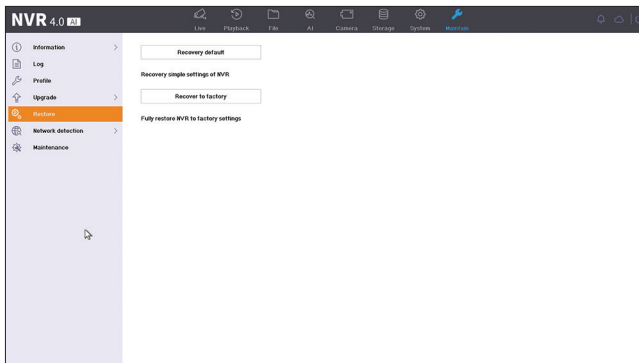 NVR 4.0 AI
Live Playback File AI Camera Storage System Maintain
Information
Log
Profile
Upgrade
Restore
Network detection
Maintenance
Recovery default
Recovery simple settings of NVR
Recover to factory
Fully restore NVR to factory settings